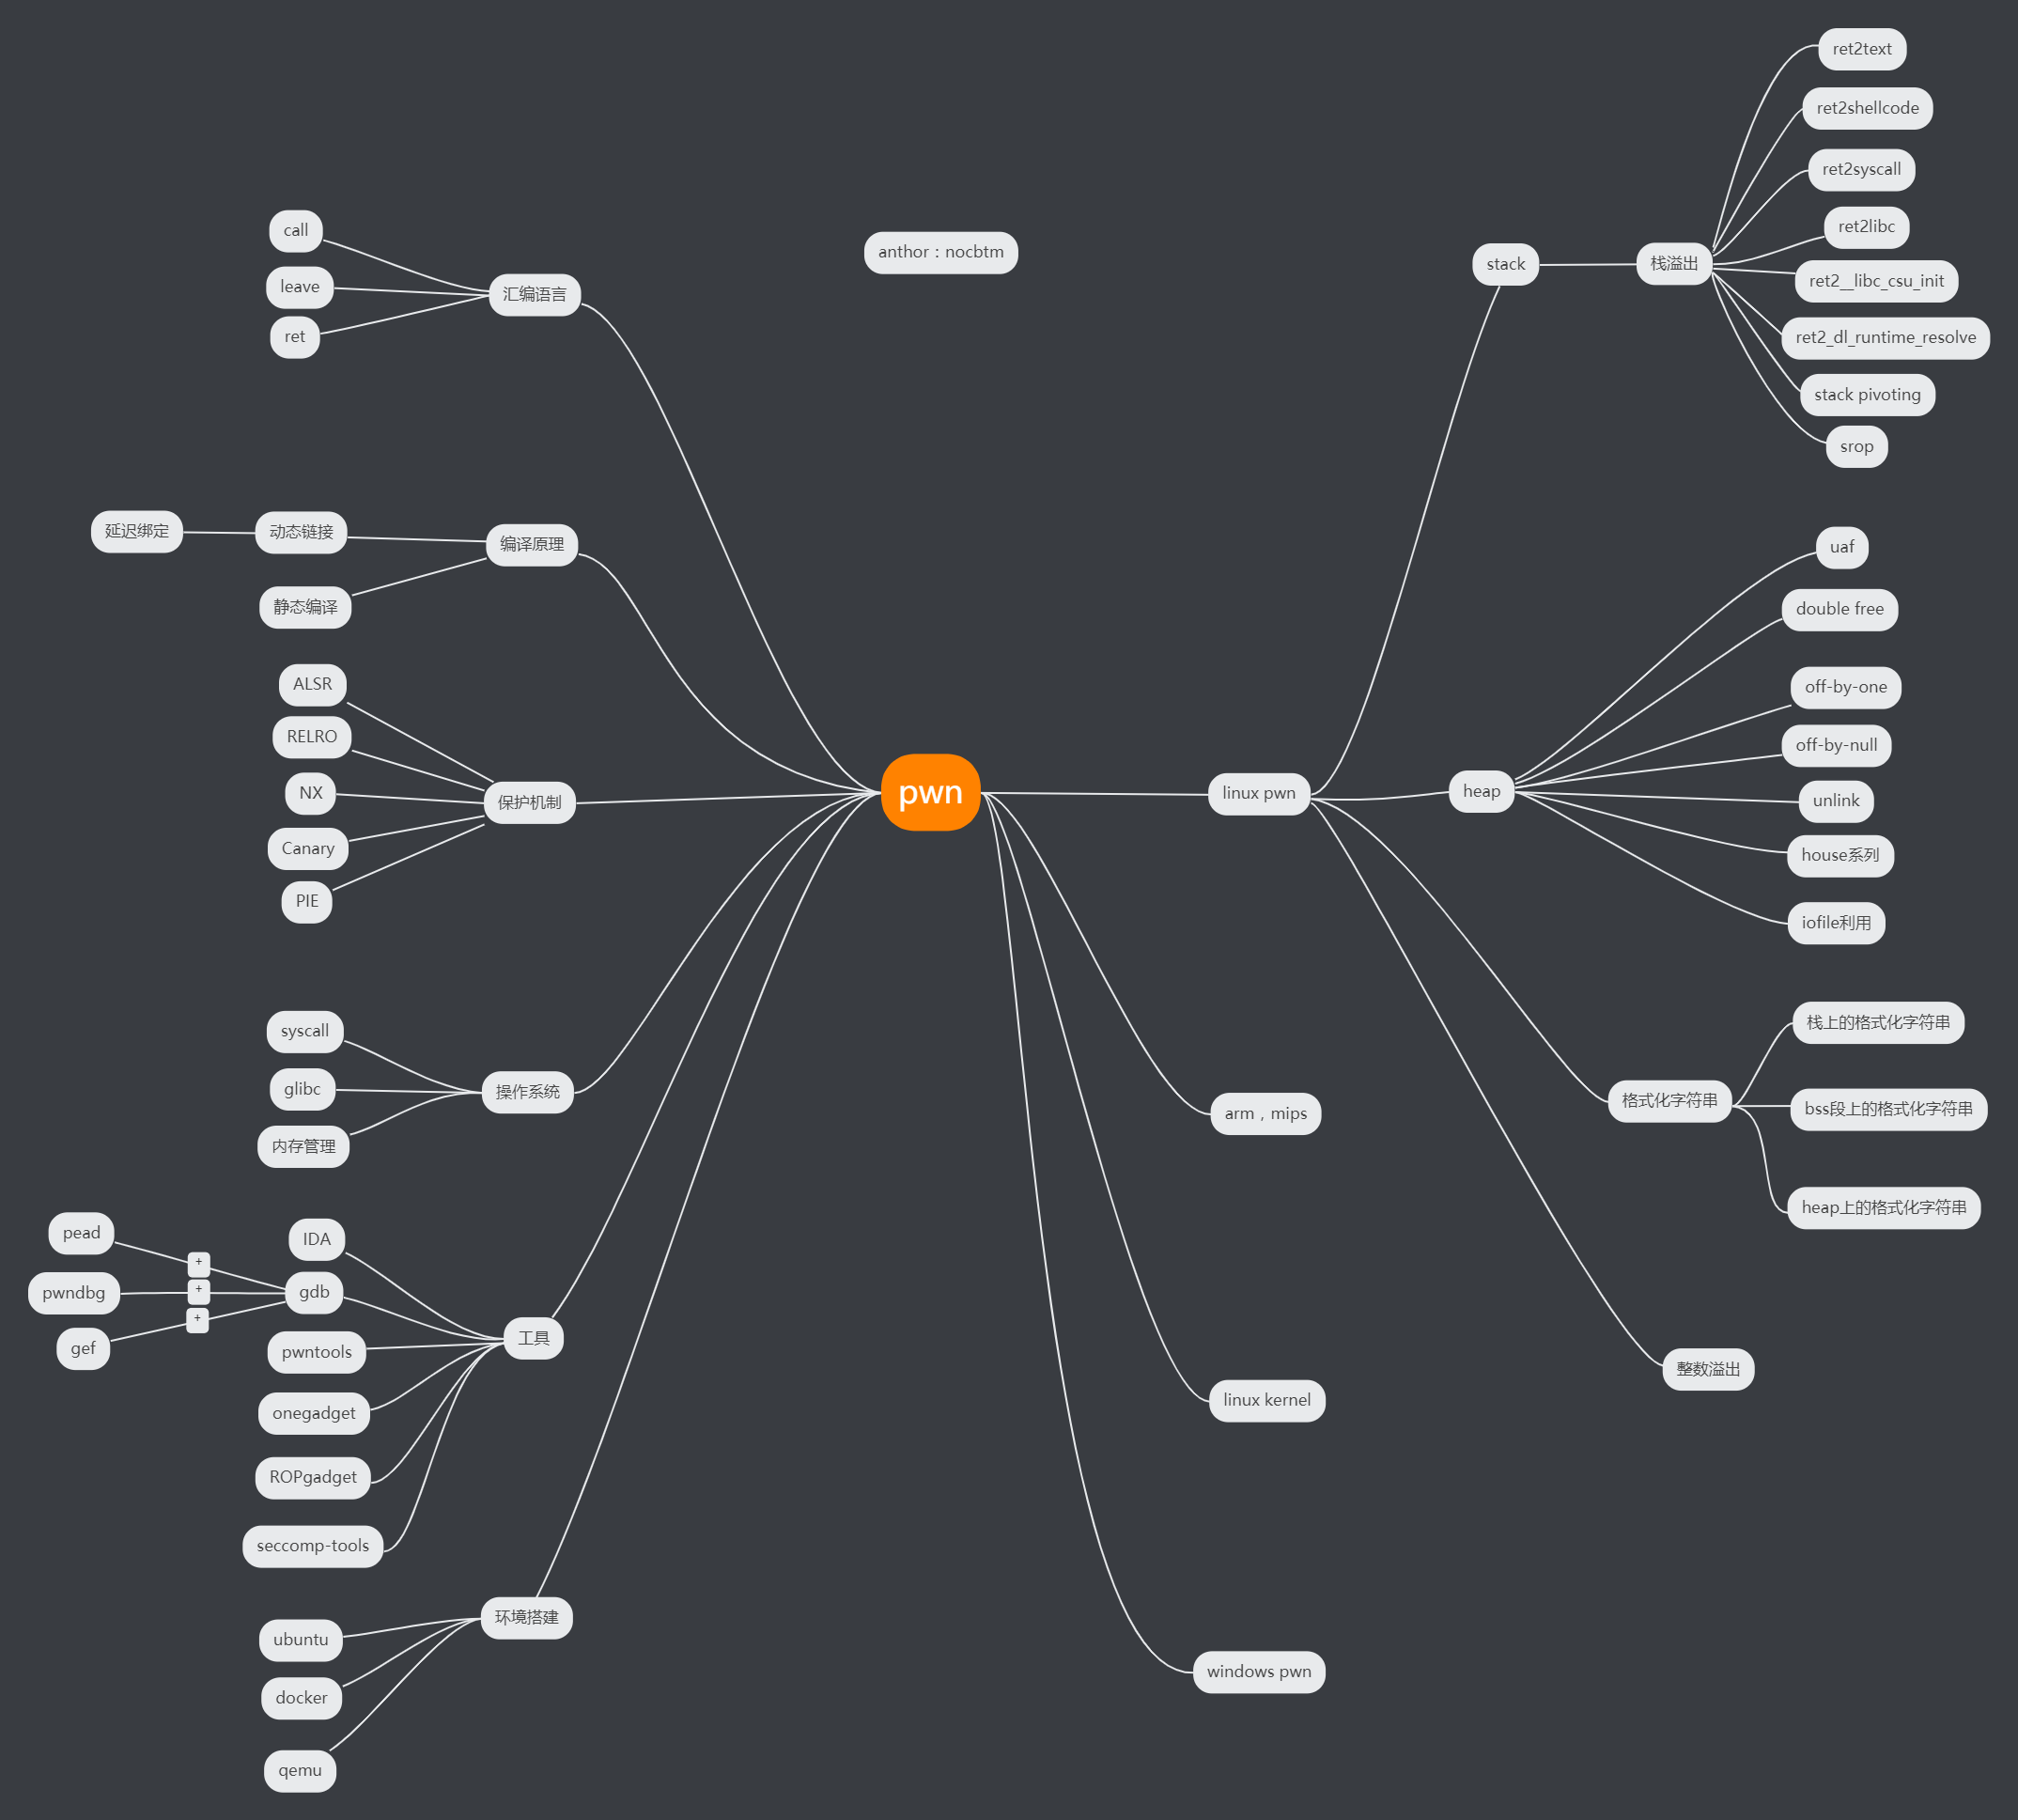 pwn
anthor：nocbtm
汇编语言
call
leave
ret
编译原理
动态链接
延迟绑定
静态编译
保护机制
ALSR
RELRO
NX
Canary
PIE
操作系统
syscall
glibc
内存管理
工具
IDA
gdb
pead
+
pwndbg
+
gef
+
pwntools
onegadget
ROPgadget
seccomp-tools
环境搭建
ubuntu
docker
qemu
linux pwn
stack
栈溢出
ret2text
ret2shellcode
ret2syscall
ret2libc
ret2__libc_csu_init
ret2_dl_runtime_resolve
stack pivoting
srop
heap
uaf
double free
off-by-one
off-by-null
unlink
house系列
iofile利用
格式化字符串
栈上的格式化字符串
bss段上的格式化字符串
heap上的格式化字符串
整数溢出
arm，mips
linux kernel
windows pwn